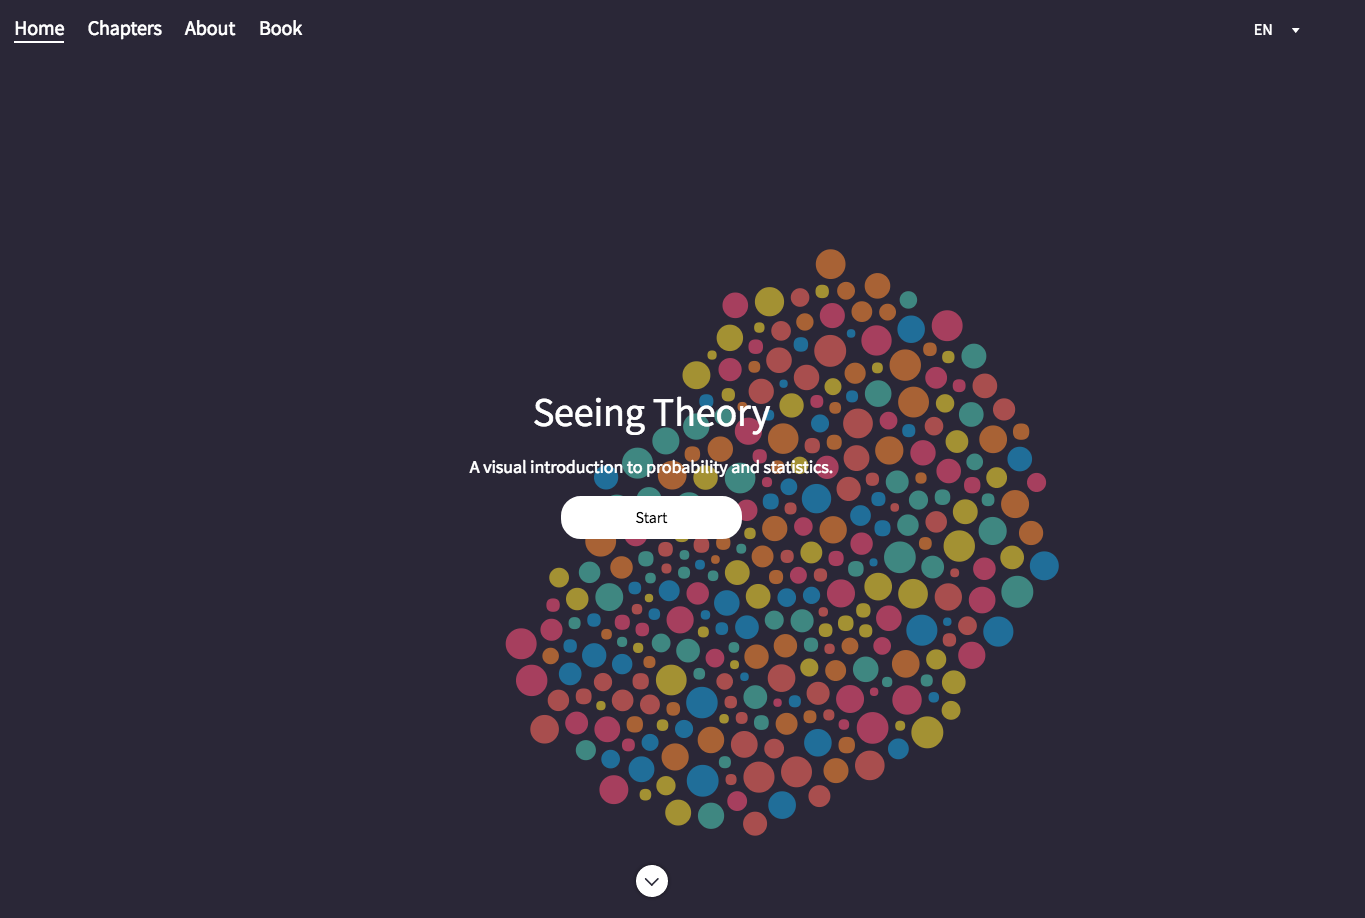 Home Chapters About Book EN
Seeing Theory
A visual introduction to probability and statistics.
Start